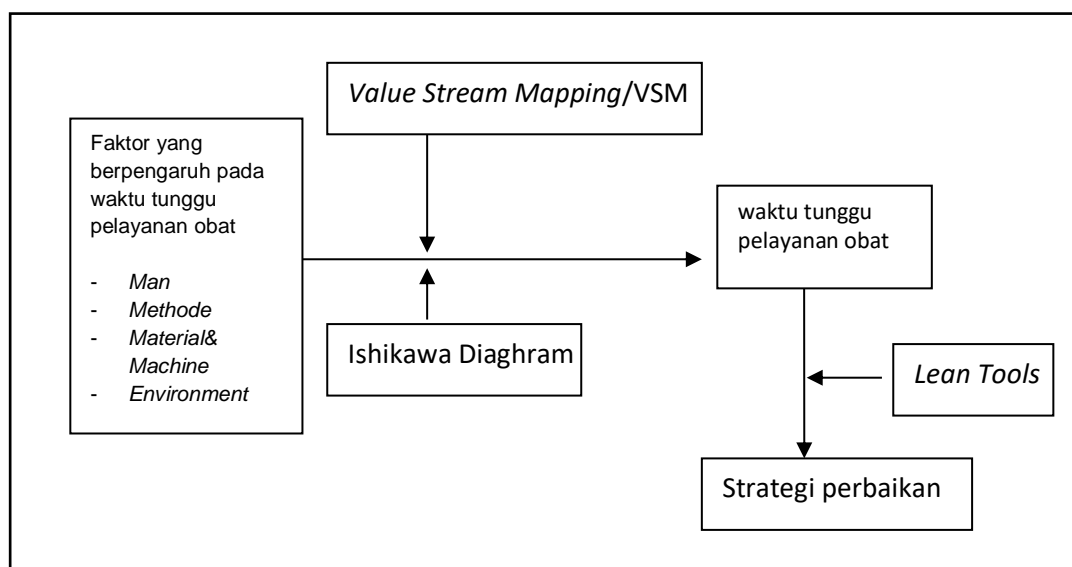 Value Stream Mapping/VSM
Faktor yang
berpengaruh pada
waktu tunggu
pelayanan obat
- Man
- Methode
- Material&
Machine
- Environment
waktu tunggu
pelayanan obat
Ishikawa Diaghram
Lean Tools
Strategi perbaikan